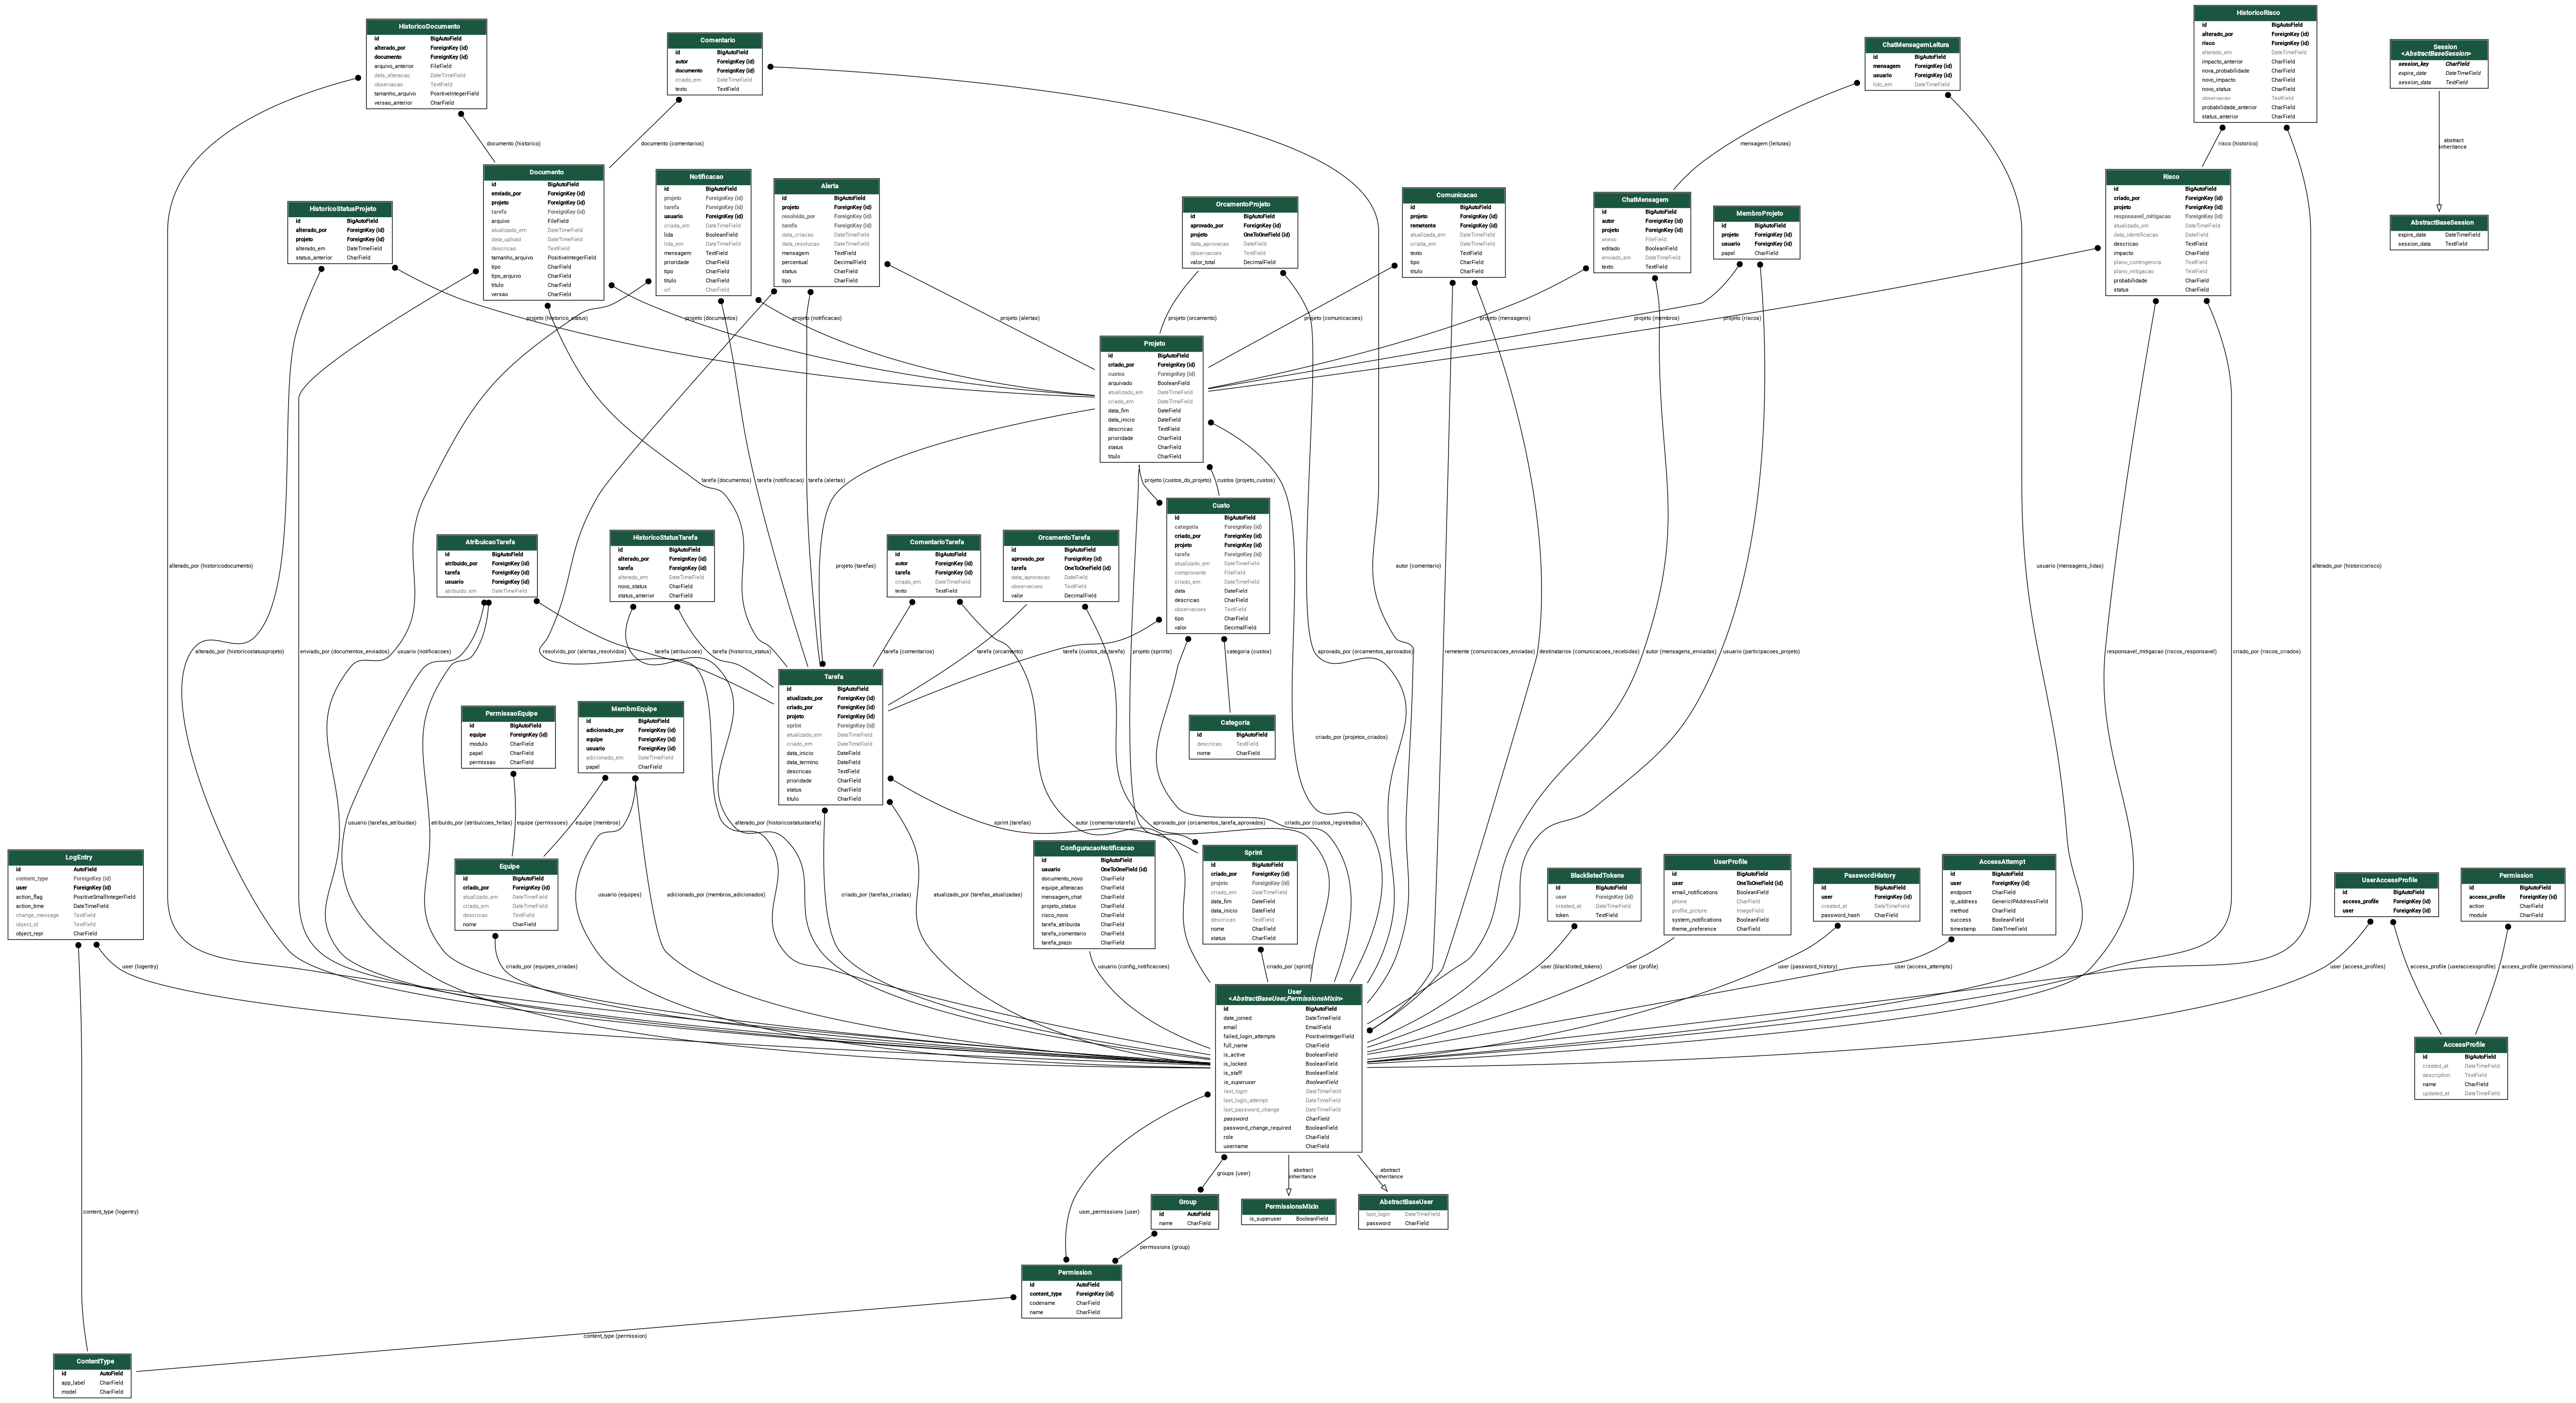 HistoricoDocumento
id BigAutoField
alterado_por ForeignKey (id)
documento ForeignKey (id)
arquivo_anterior FileField
data_alteracao DateTimeField
observacao TextField
tamanho_arquivo PositiveIntegerField
versao_anterior CharField
Comentario
id BigAutoField
autor ForeignKey (id)
documento ForeignKey (id)
criado_em DateTimeField
texto TextField
ChatMensagemLeitura
id BigAutoField
mensagem ForeignKey (id)
usuario ForeignKey (id)
lido_em DateTimeField
HistoricoRisco
id BigAutoField
alterado_por ForeignKey (id)
risco ForeignKey (id)
alterado_em DateTimeField
impacto_anterior CharField
nova_probabilidade CharField
novo_impacto CharField
novo_status CharField
observacao TextField
probabilidade_anterior CharField
status_anterior CharField
Session
<AbstractBaseSession>
session_key CharField
expire_date DateTimeField
session_data TextField
documento (historico)
documento (comentarios)
mensagem (leituras)
risco (historico)
abstract
inheritance
HistoricoStatusProjeto
id BigAutoField
alterado_por ForeignKey (id)
projeto ForeignKey (id)
alterado_em DateTimeField
status_anterior CharField
Documento
id BigAutoField
enviado_por ForeignKey (id)
projeto ForeignKey (id)
tarefa ForeignKey (id)
arquivo FileField
atualizado_em DateTimeField
data_upload DateTimeField
descricao TextField
tamanho_arquivo PositiveIntegerField
tipo CharField
tipo_arquivo CharField
titulo CharField
versao CharField
Notificacao
id BigAutoField
projeto ForeignKey (id)
tarefa ForeignKey (id)
usuario ForeignKey (id)
criada_em DateTimeField
lida BooleanField
lida_em DateTimeField
mensagem TextField
prioridade CharField
tipo CharField
titulo CharField
url CharField
Alerta
id BigAutoField
projeto ForeignKey (id)
resolvido_por ForeignKey (id)
tarefa ForeignKey (id)
data_criacao DateTimeField
data_resolucao DateTimeField
mensagem TextField
percentual DecimalField
status CharField
tipo CharField
OrcamentoProjeto
id BigAutoField
aprovado_por ForeignKey (id)
projeto OneToOneField (id)
data_aprovacao DateField
observacoes TextField
valor_total DecimalField
Comunicacao
id BigAutoField
projeto ForeignKey (id)
remetente ForeignKey (id)
atualizada_em DateTimeField
criada_em DateTimeField
texto TextField
tipo CharField
titulo CharField
ChatMensagem
id BigAutoField
autor ForeignKey (id)
projeto ForeignKey (id)
anexo FileField
editado BooleanField
enviado_em DateTimeField
texto TextField
MembroProjeto
id BigAutoField
projeto ForeignKey (id)
usuario ForeignKey (id)
papel CharField
Risco
id BigAutoField
criado_por ForeignKey (id)
projeto ForeignKey (id)
responsavel_mitigacao ForeignKey (id)
atualizado_em DateTimeField
data_identificacao DateField
descricao TextField
impacto CharField
plano_contingencia TextField
plano_mitigacao TextField
probabilidade CharField
status CharField
AbstractBaseSession
expire_date DateTimeField
session_data TextField
projeto (historico_status)
projeto (documentos)
projeto (notificacao)
projeto (alertas)
projeto (orcamento)
projeto (comunicacoes)
projeto (mensagens)
projeto (membros)
projeto (riscos)
Projeto
id BigAutoField
criado_por ForeignKey (id)
custos ForeignKey (id)
arquivado BooleanField
atualizado_em DateTimeField
criado_em DateTimeField
data_fim DateField
data_inicio DateField
descricao TextField
prioridade CharField
status CharField
titulo CharField
tarefa (documentos)
tarefa (notificacao)
tarefa (alertas)
projeto (custos_do_projeto)
custos (projeto_custos)
Custo
id BigAutoField
categoria ForeignKey (id)
criado_por ForeignKey (id)
projeto ForeignKey (id)
tarefa ForeignKey (id)
atualizado_em DateTimeField
comprovante FileField
criado_em DateTimeField
data DateField
descricao CharField
observacoes TextField
tipo CharField
valor DecimalField
AtribuicaoTarefa
id BigAutoField
atribuido_por ForeignKey (id)
tarefa ForeignKey (id)
usuario ForeignKey (id)
atribuido_em DateTimeField
HistoricoStatusTarefa
id BigAutoField
alterado_por ForeignKey (id)
tarefa ForeignKey (id)
alterado_em DateTimeField
novo_status CharField
status_anterior CharField
ComentarioTarefa
id BigAutoField
autor ForeignKey (id)
tarefa ForeignKey (id)
criado_em DateTimeField
texto TextField
OrcamentoTarefa
id BigAutoField
aprovado_por ForeignKey (id)
tarefa OneToOneField (id)
data_aprovacao DateField
observacoes TextField
valor DecimalField
alterado_por (historicodocumento)
projeto (tarefas)
autor (comentario)
usuario (mensagens_lidas)
alterado_por (historicorisco)
alterado_por (historicostatusprojeto)
enviado_por (documentos_enviados)
usuario (notificacoes)
resolvido_por (alertas_resolvidos)
tarefa (atribuicoes)
tarefa (historico_status)
tarefa (comentarios)
tarefa (orcamento)
tarefa (custos_da_tarefa)
projeto (sprints)
categoria (custos)
aprovado_por (orcamentos_aprovados)
remetente (comunicacoes_enviadas)
destinatarios (comunicacoes_recebidas)
autor (mensagens_enviadas)
usuario (participacoes_projeto)
responsavel_mitigacao (riscos_responsavel)
criado_por (riscos_criados)
Tarefa
id BigAutoField
atualizado_por ForeignKey (id)
criado_por ForeignKey (id)
projeto ForeignKey (id)
sprint ForeignKey (id)
atualizado_em DateTimeField
criado_em DateTimeField
data_inicio DateField
data_termino DateField
descricao TextField
prioridade CharField
status CharField
titulo CharField
PermissaoEquipe
id BigAutoField
equipe ForeignKey (id)
modulo CharField
papel CharField
permissao CharField
MembroEquipe
id BigAutoField
adicionado_por ForeignKey (id)
equipe ForeignKey (id)
usuario ForeignKey (id)
adicionado_em DateTimeField
papel CharField
Categoria
id BigAutoField
descricao TextField
nome CharField
criado_por (projetos_criados)
usuario (tarefas_atribuidas)
atribuido_por (atribuicoes_feitas)
equipe (permissoes)
equipe (membros)
alterado_por (historicostatustarefa)
sprint (tarefas)
autor (comentariotarefa)
aprovado_por (orcamentos_tarefa_aprovados)
criado_por (custos_registrados)
LogEntry
id AutoField
content_type ForeignKey (id)
user ForeignKey (id)
action_flag PositiveSmallIntegerField
action_time DateTimeField
change_message TextField
object_id TextField
object_repr CharField
Equipe
id BigAutoField
criado_por ForeignKey (id)
atualizado_em DateTimeField
criado_em DateTimeField
descricao TextField
nome CharField
usuario (equipes)
adicionado_por (membros_adicionados)
criado_por (tarefas_criadas)
atualizado_por (tarefas_atualizadas)
ConfiguracaoNotificacao
id BigAutoField
usuario OneToOneField (id)
documento_novo CharField
equipe_alteracao CharField
mensagem_chat CharField
projeto_status CharField
risco_novo CharField
tarefa_atribuida CharField
tarefa_comentario CharField
tarefa_prazo CharField
Sprint
id BigAutoField
criado_por ForeignKey (id)
projeto ForeignKey (id)
criado_em DateTimeField
data_fim DateField
data_inicio DateField
descricao TextField
nome CharField
status CharField
BlacklistedTokens
id BigAutoField
user ForeignKey (id)
created_at DateTimeField
token TextField
UserProfile
id BigAutoField
user OneToOneField (id)
email_notifications BooleanField
phone CharField
profile_picture ImageField
system_notifications BooleanField
theme_preference CharField
PasswordHistory
id BigAutoField
user ForeignKey (id)
created_at DateTimeField
password_hash CharField
AccessAttempt
id BigAutoField
user ForeignKey (id)
endpoint CharField
ip_address GenericIPAddressField
method CharField
success BooleanField
timestamp DateTimeField
UserAccessProfile
id BigAutoField
access_profile ForeignKey (id)
user ForeignKey (id)
Permission
id BigAutoField
access_profile ForeignKey (id)
action CharField
module CharField
user (logentry)
criado_por (equipes_criadas)
usuario (config_notificacoes)
criado_por (sprint)
user (blacklisted_tokens)
user (profile)
user (password_history)
user (access_attempts)
user (access_profiles)
access_profile (useraccessprofile)
access_profile (permissions)
User
<AbstractBaseUser,PermissionsMixin>
id BigAutoField
date_joined DateTimeField
email EmailField
failed_login_attempts PositiveIntegerField
full_name CharField
is_active BooleanField
is_locked BooleanField
is_staff BooleanField
is_superuser BooleanField
last_login DateTimeField
last_login_attempt DateTimeField
last_password_change DateTimeField
password CharField
password_change_required BooleanField
role CharField
username CharField
AccessProfile
id BigAutoField
created_at DateTimeField
description TextField
name CharField
updated_at DateTimeField
groups (user)
abstract
inheritance
abstract
inheritance
content_type (logentry)
user_permissions (user)
Group
id AutoField
name CharField
PermissionsMixin
is_superuser BooleanField
AbstractBaseUser
last_login DateTimeField
password CharField
permissions (group)
Permission
id AutoField
content_type ForeignKey (id)
codename CharField
name CharField
content_type (permission)
ContentType
id AutoField
app_label CharField
model CharField